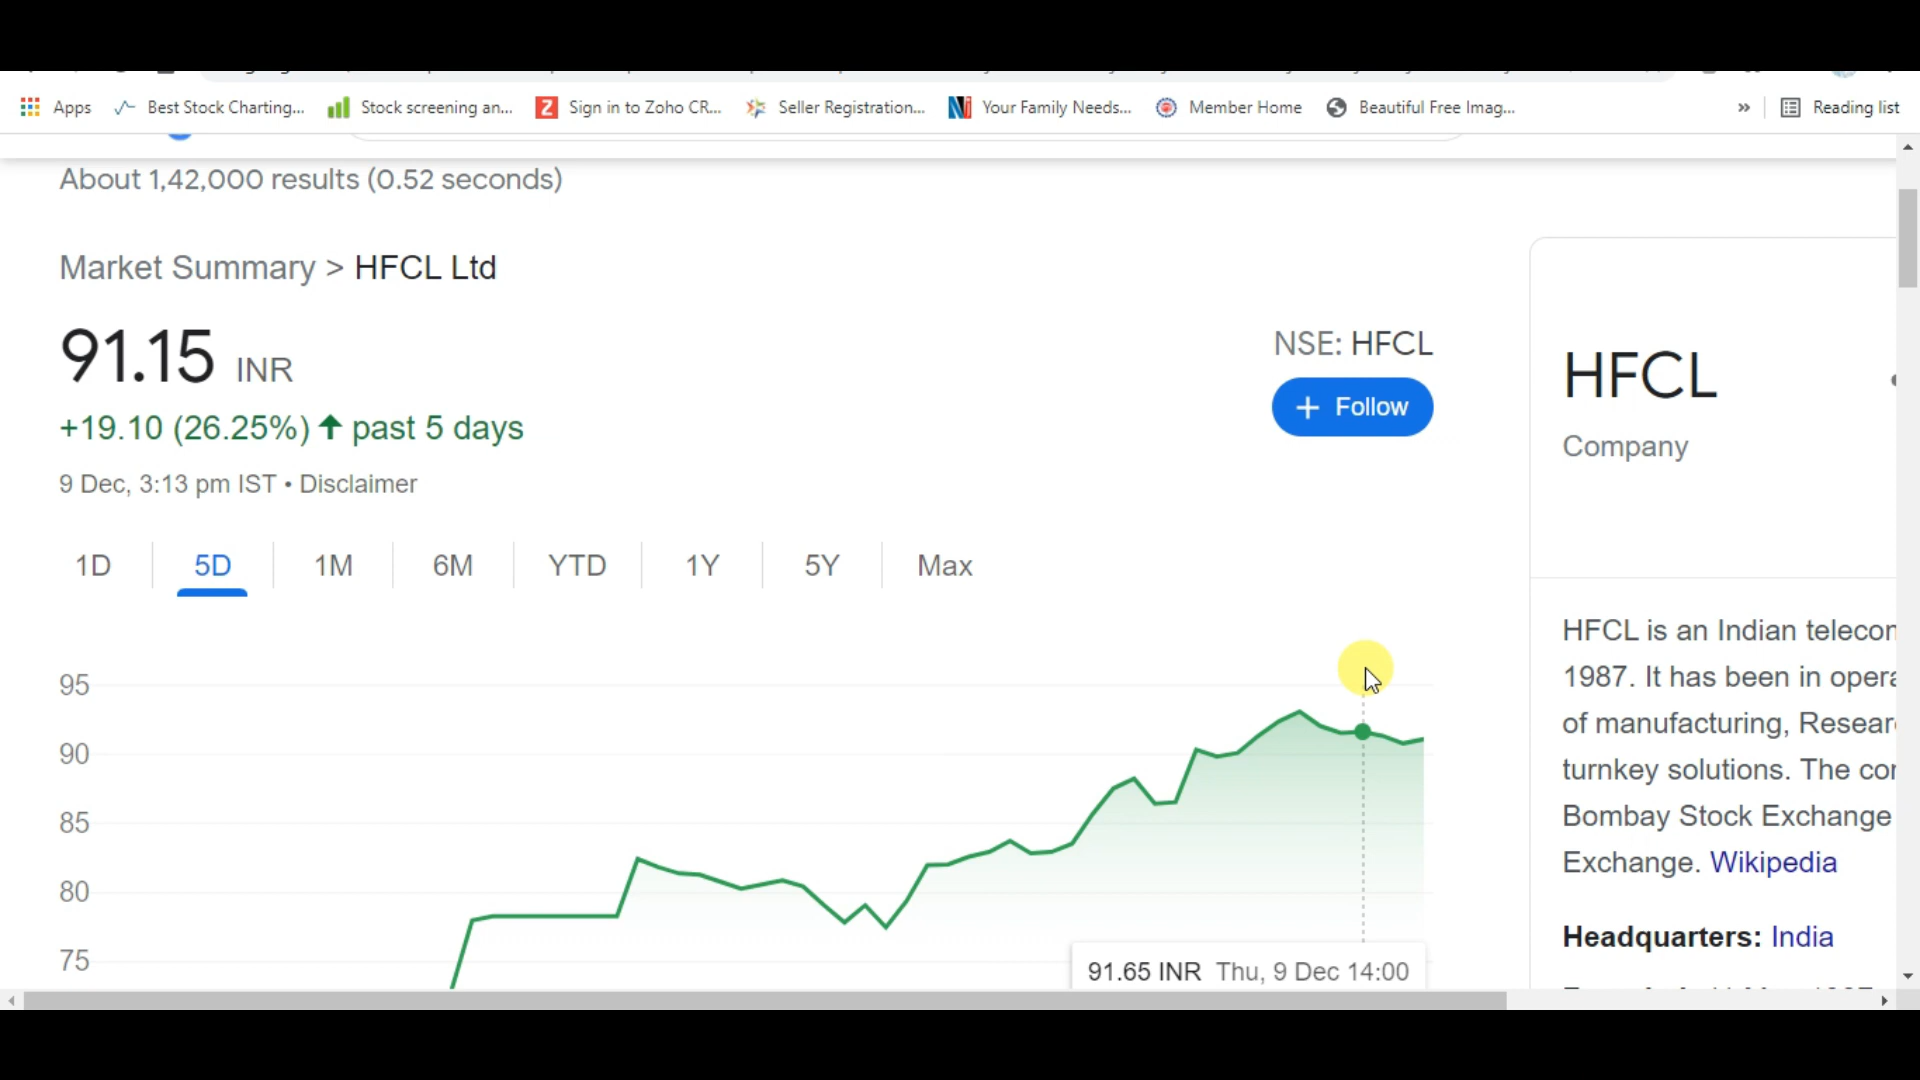 Apps Best Stock Charting... Stock screening an... Sign in to Zoho CR... Seller Registration... Your Family Needs... Member Home Beautiful Free Imag... » Reading list
About 1,42,000 results (0.52 seconds)
Market Summary > HFCL Ltd
91.15 INR
+19.10 (26.25%) ↑ past 5 days
9 Dec, 3:13 pm IST • Disclaimer
NSE: HFCL
+ Follow
1D 5D 1M 6M YTD 1Y 5Y Max
95
90
85
80
75
91.65 INR Thu, 9 Dec 14:00
HFCL
Company
HFCL is an Indian telecom
1987. It has been in opera
of manufacturing, Resear
turnkey solutions. The co
Bombay Stock Exchange
Exchange. Wikipedia
Headquarters: India